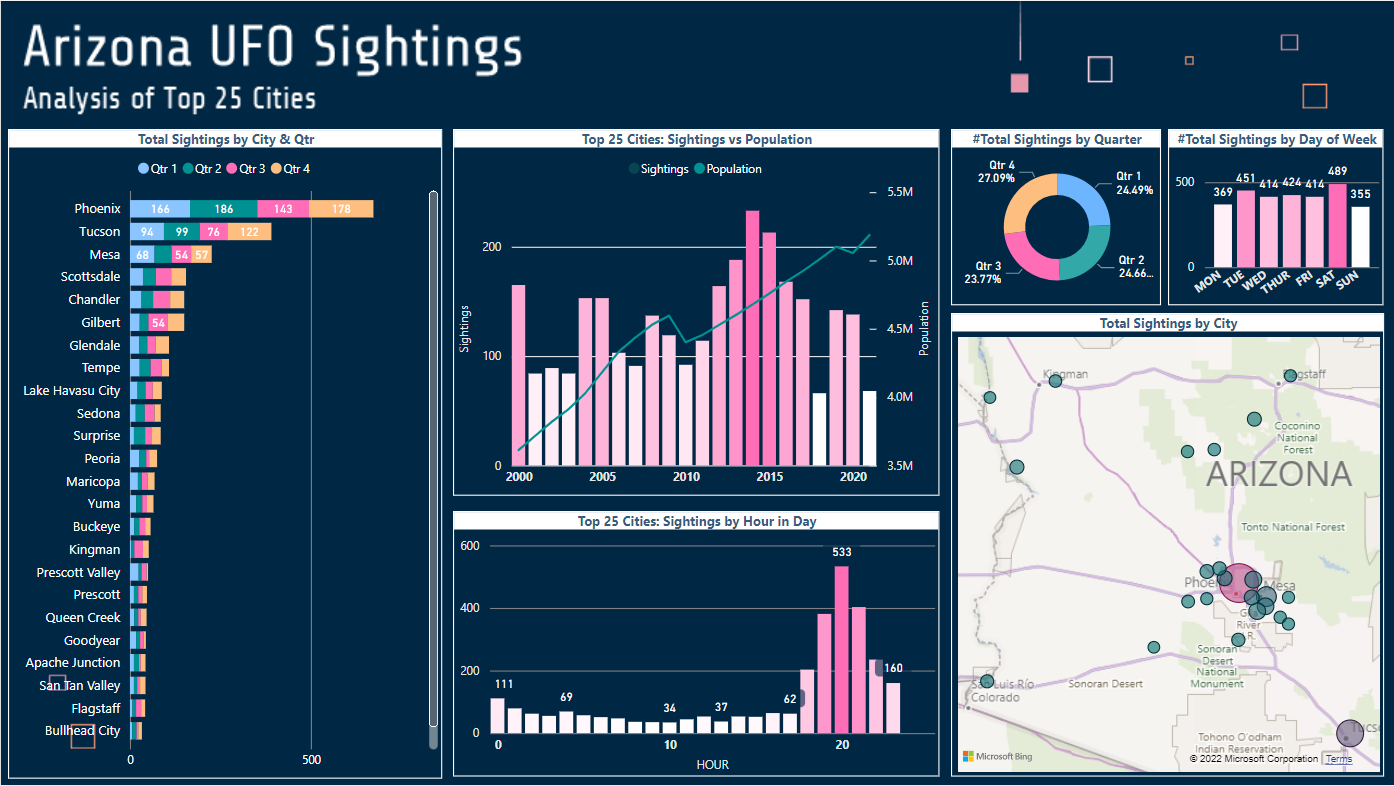 Arizona UFO Sightings
Analysis of Top 25 Cities
Total Sightings by City & Qtr
Qtr 1 Qtr 2 Qtr 3 Qtr 4
Phoenix 166 186 143 178
Tucson 94 99 76 122
Mesa 68 54 57
Scottsdale
Chandler
Gilbert 54
Glendale
Tempe
Lake Havasu City
Sedona
Surprise
Peoria
Maricopa
Yuma
Buckeye
Kingman
Prescott Valley
Prescott
Queen Creek
Goodyear
Apache Junction
San Tan Valley
Flagstaff
Bullhead City
0 500
Top 25 Cities: Sightings vs Population
Sightings Population
5.5M
200
5.0M
4.5M
100
4.0M
0
3.5M
Sightings
Population
2000 2005 2010 2015 2020
Top 25 Cities: Sightings by Hour in Day
600
400
200
0
111 69 34 37 62 533 160
0 10 20
HOUR
#Total Sightings by Quarter
Qtr 4
27.09%
Qtr 1
24.49%
Qtr 3
23.77%
Qtr 2
24.66...
#Total Sightings by Day of Week
500
0
369 451 414 424 414 489 355
MON TUE WED THUR FRI SAT SUN
Total Sightings by City
Kingman
Flagstaff
Coconino
National
Forest
ARIZONA
Tonto National Forest
Phoe
Mesa
River
R.
Sonoran
Desert
National
Monument
San Luis Río
Colorado
Sonoran Desert
Tohono O'odham
Indian Reservation
Tucso
Microsoft Bing
© 2022 Microsoft Corporation Terms